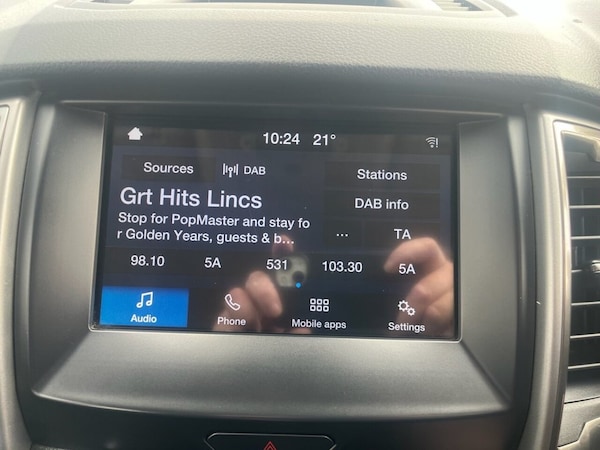 10:24 21°
Sources DAB Stations
Grt Hits Lincs
DAB info
Stop for PopMaster and stay fo
r Golden Years, guests & b...
... TA
98.10 5A 531 103.30 5A
Audio Phone Mobile apps Settings